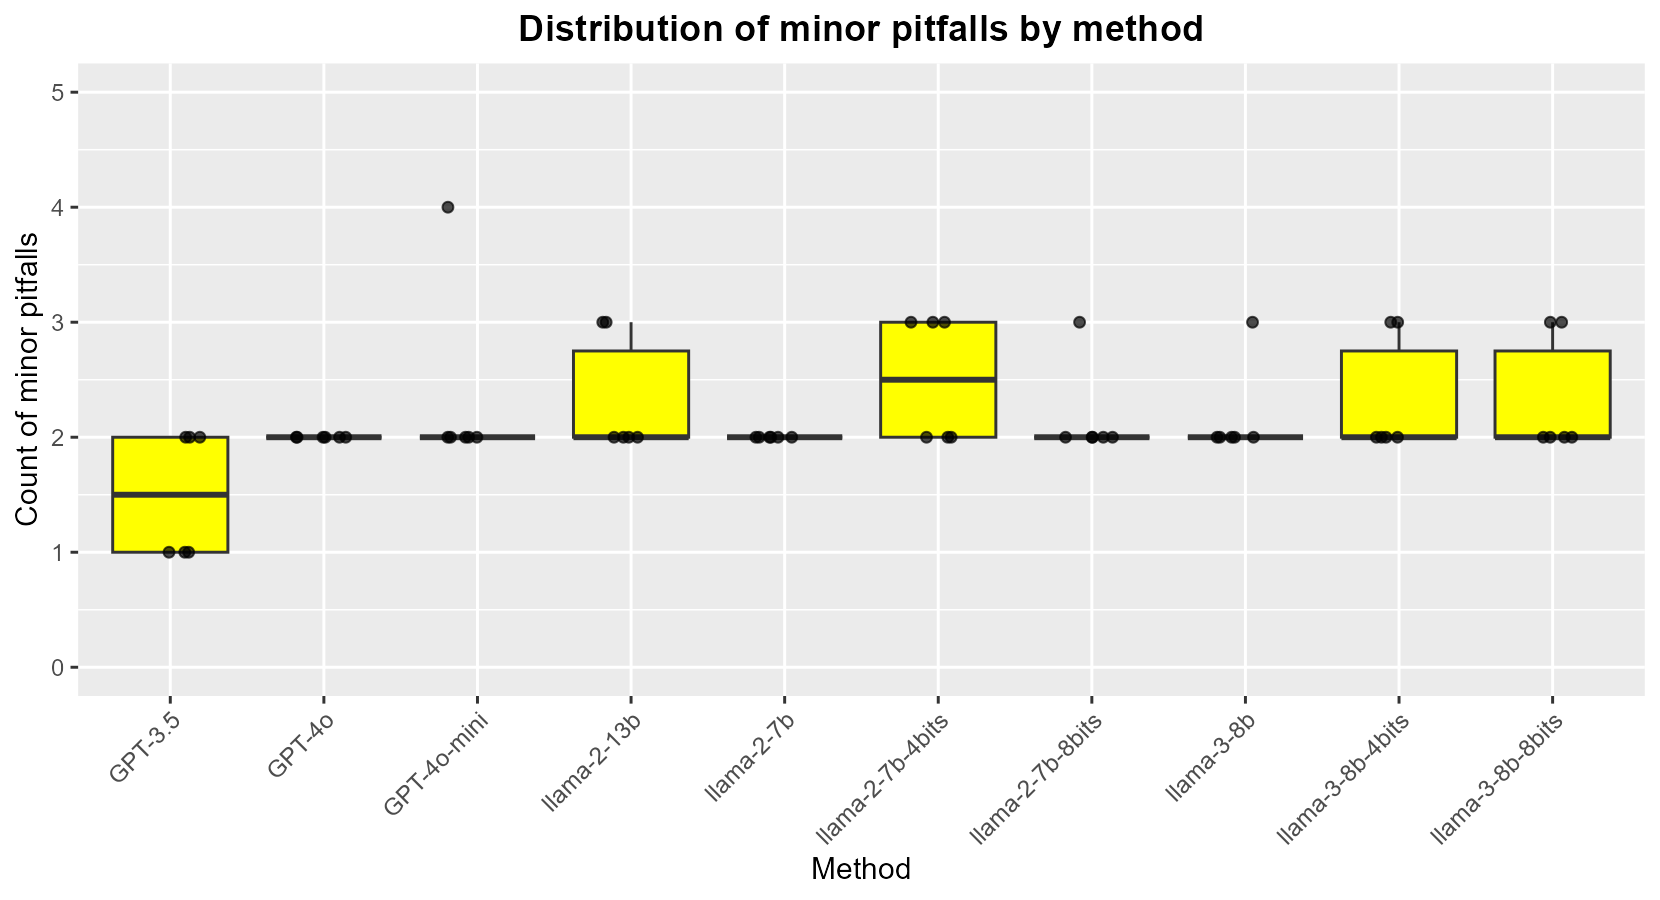 Distribution of minor pitfalls by method
Count of minor pitfalls
5
4
3
2
1
0
GPT-3.5
GPT-4o
GPT-4o-mini
llama-2-13b
llama-2-7b
llama-2-7b-4bits
llama-2-7b-8bits
llama-3-8b
llama-3-8b-4bits
llama-3-8b-8bits
Method